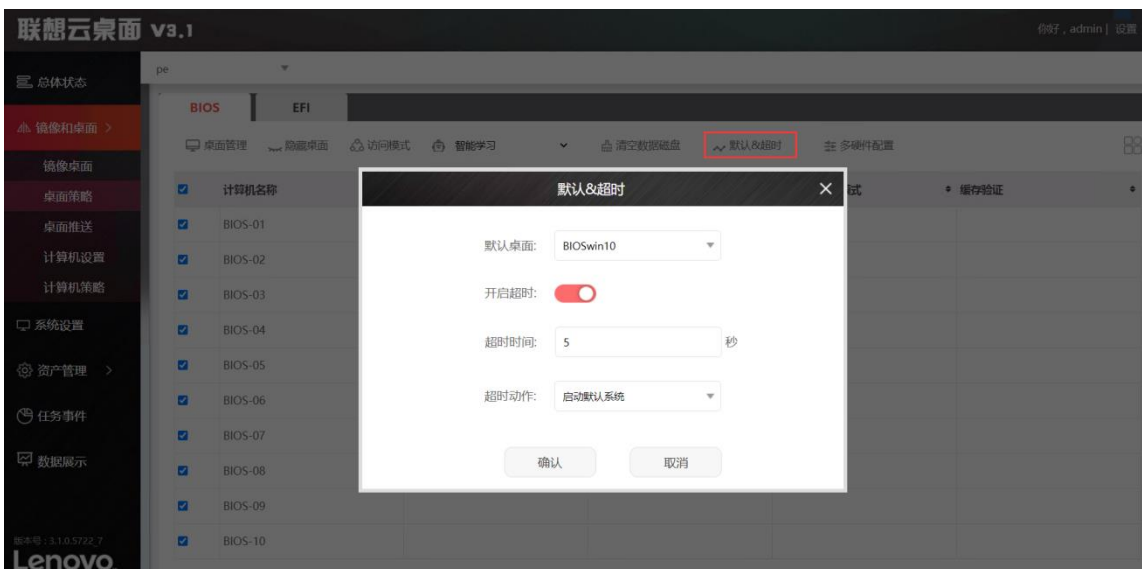 联想云桌面 V3.1
你好，admin | 设置
总体状态
pe
BIOS EFI
镜像和桌面 >
桌面管理 隐藏桌面 访问模式 智能学习 清空数据磁盘 默认&超时 多硬件配置
镜像桌面
桌面策略
桌面推送
计算机设置
计算机策略
系统设置
资产管理 >
任务事件
数据展示
版本号：3.1.0.5722_7
Lenovo
计算机名称 缓存验证
BIOS-01
BIOS-02
BIOS-03
BIOS-04
BIOS-05
BIOS-06
BIOS-07
BIOS-08
BIOS-09
BIOS-10
默认&超时
默认桌面: BIOSwin10
开启超时:
超时时间: 5 秒
超时动作: 启动默认系统
确认 取消